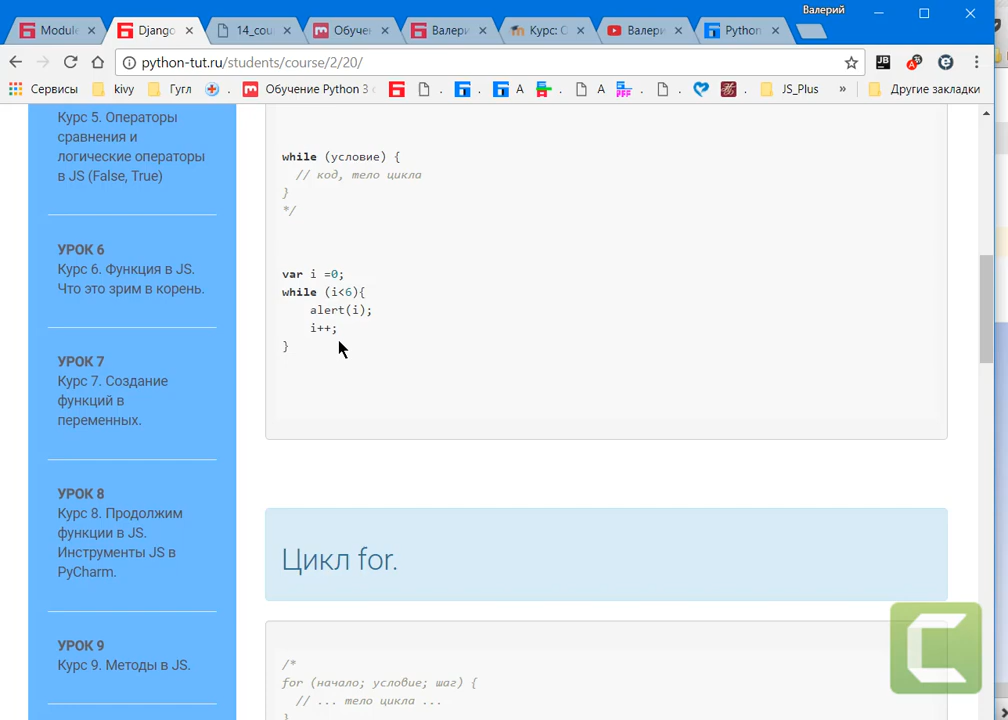 Валерий
Module
Django
14_cou
Обуче
Валери
Курс: С
Валери
Python
python-tut.ru/students/course/2/20/
Сервисы
kivy
Гугл
Обучение Python 3
A
A
JS_Plus
»
Другие закладки
Курс 5. Операторы
сравнения и
логические операторы
в JS (False, True)
УРОК 6
Курс 6. Функция в JS.
Что это зрим в корень.
УРОК 7
Курс 7. Создание
функций в
переменных.
УРОК 8
Курс 8. Продолжим
функции в JS.
Инструменты JS в
PyCharm.
УРОК 9
Курс 9. Методы в JS.
while (условие) {
// код, тело цикла
}
*/
var i =0;
while (i<6){
alert(i);
i++;
}
Цикл for.
/*
for (начало; условие; шаг) {
// ... тело цикла ...
}